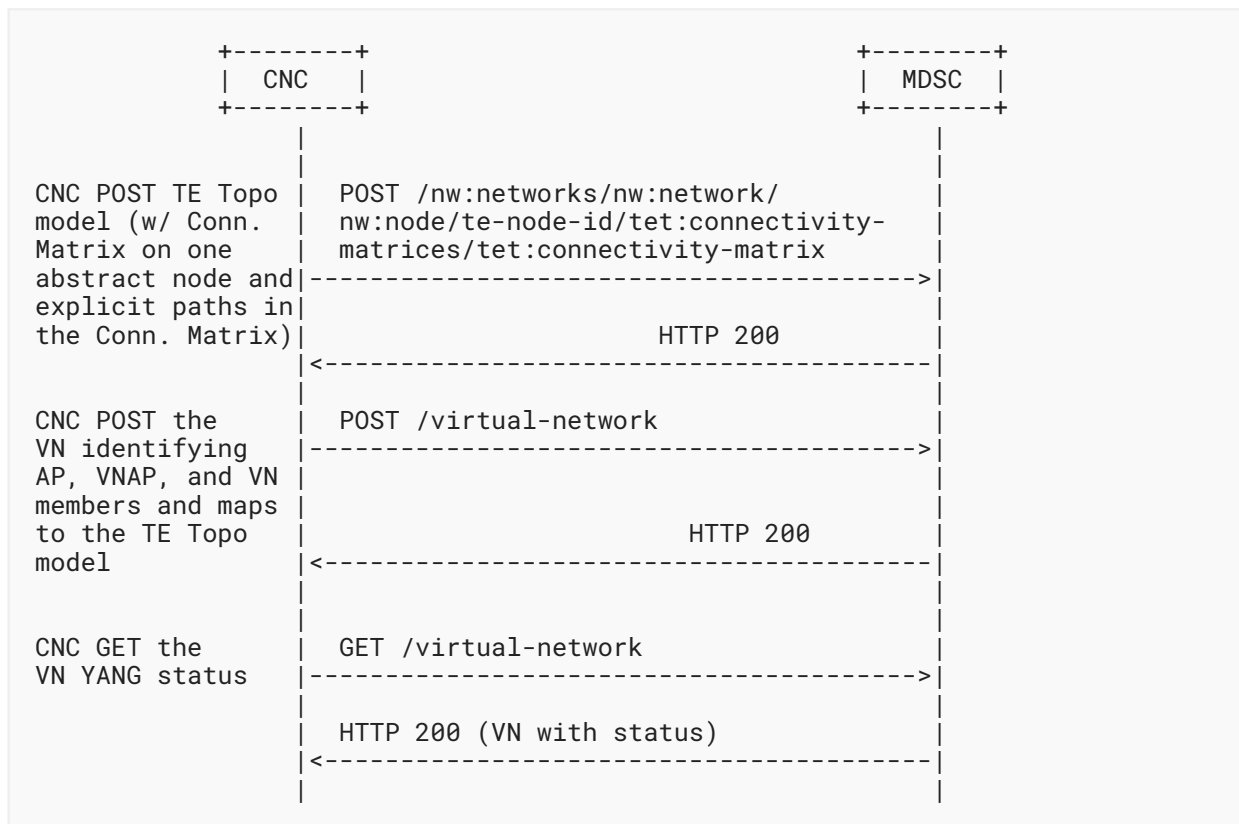 CNC MDSC
CNC POST TE Topo POST /nw:networks/nw:network/
model (w/ Conn. nw:node/te-node-id/tet:connectivity-
Matrix on one matrices/tet:connectivity-matrix
abstract node and
explicit paths in
the Conn. Matrix) HTTP 200
CNC POST the POST /virtual-network
VN identifying
AP, VNAP, and VN
members and maps
to the TE Topo HTTP 200
model
CNC GET the GET /virtual-network
VN YANG status
HTTP 200 (VN with status)